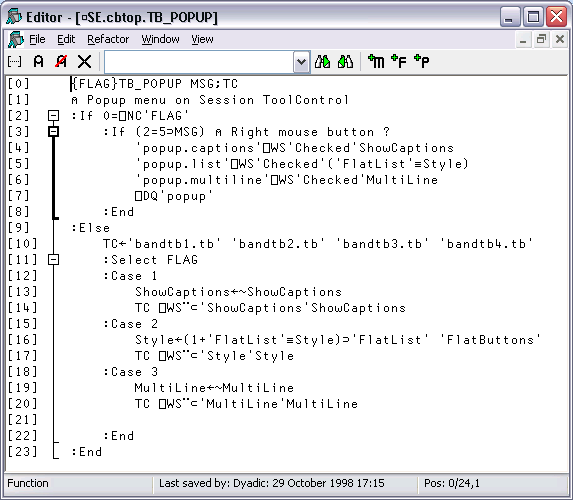 Editor - [¤SE.cbtop.TB_POPUP]
File Edit Refactor Window View
[0] {FLAG}TB_POPUP MSG;TC
[1] ⍝ Popup menu on Session ToolControl
[2] :If 0=⎕NC'FLAG'
[3] :If (2=5⊃MSG) ⍝ Right mouse button ?
[4] 'popup.captions'⎕WS'Checked'ShowCaptions
[5] 'popup.list'⎕WS'Checked'('FlatList'≡Style)
[6] 'popup.multiline'⎕WS'Checked'MultiLine
[7] ⎕DQ'popup'
[8] :End
[9] :Else
[10] TC←'bandtb1.tb' 'bandtb2.tb' 'bandtb3.tb' 'bandtb4.tb'
[11] :Select FLAG
[12] :Case 1
[13] ShowCaptions←~ShowCaptions
[14] TC ⎕WS¨⊂'ShowCaptions'ShowCaptions
[15] :Case 2
[16] Style←(1+'FlatList'≡Style)⊃'FlatList' 'FlatButtons'
[17] TC ⎕WS¨⊂'Style'Style
[18] :Case 3
[19] MultiLine←~MultiLine
[20] TC ⎕WS¨⊂'MultiLine'MultiLine
[21]
[22] :End
[23] :End
Function Last saved by: Dyadic: 29 October 1998 17:15 Pos: 0/24,1